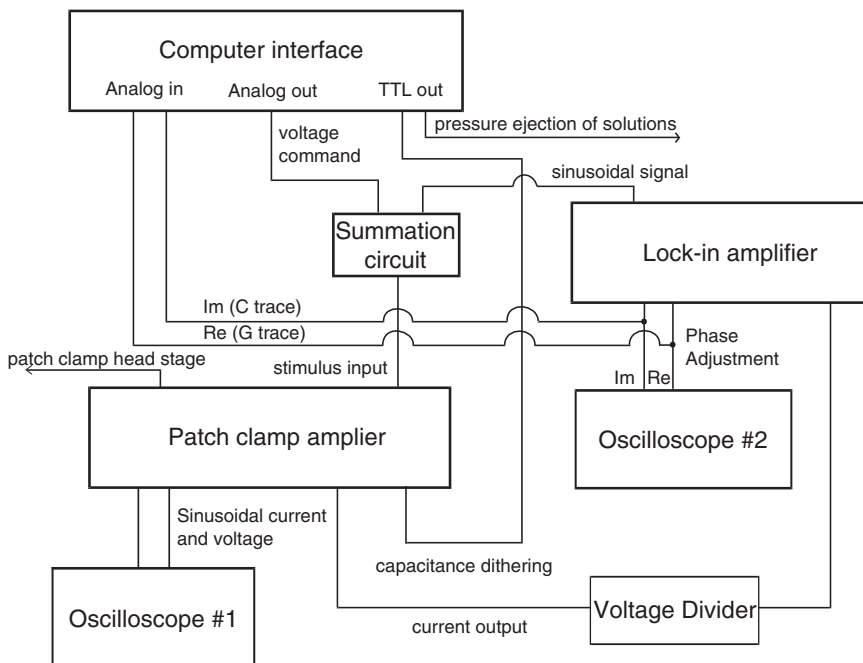 Computer interface
Analog in
Analog out
TTL out
pressure ejection of solutions
voltage
command
sinusoidal signal
Summation
circuit
Lock-in amplifier
Im (C trace)
Re (G trace)
Phase
Adjustment
patch clamp head stage
stimulus input
Im
Re
Patch clamp amplier
Oscilloscope #2
Sinusoidal current
and voltage
capacitance dithering
Oscilloscope #1
current output
Voltage Divider